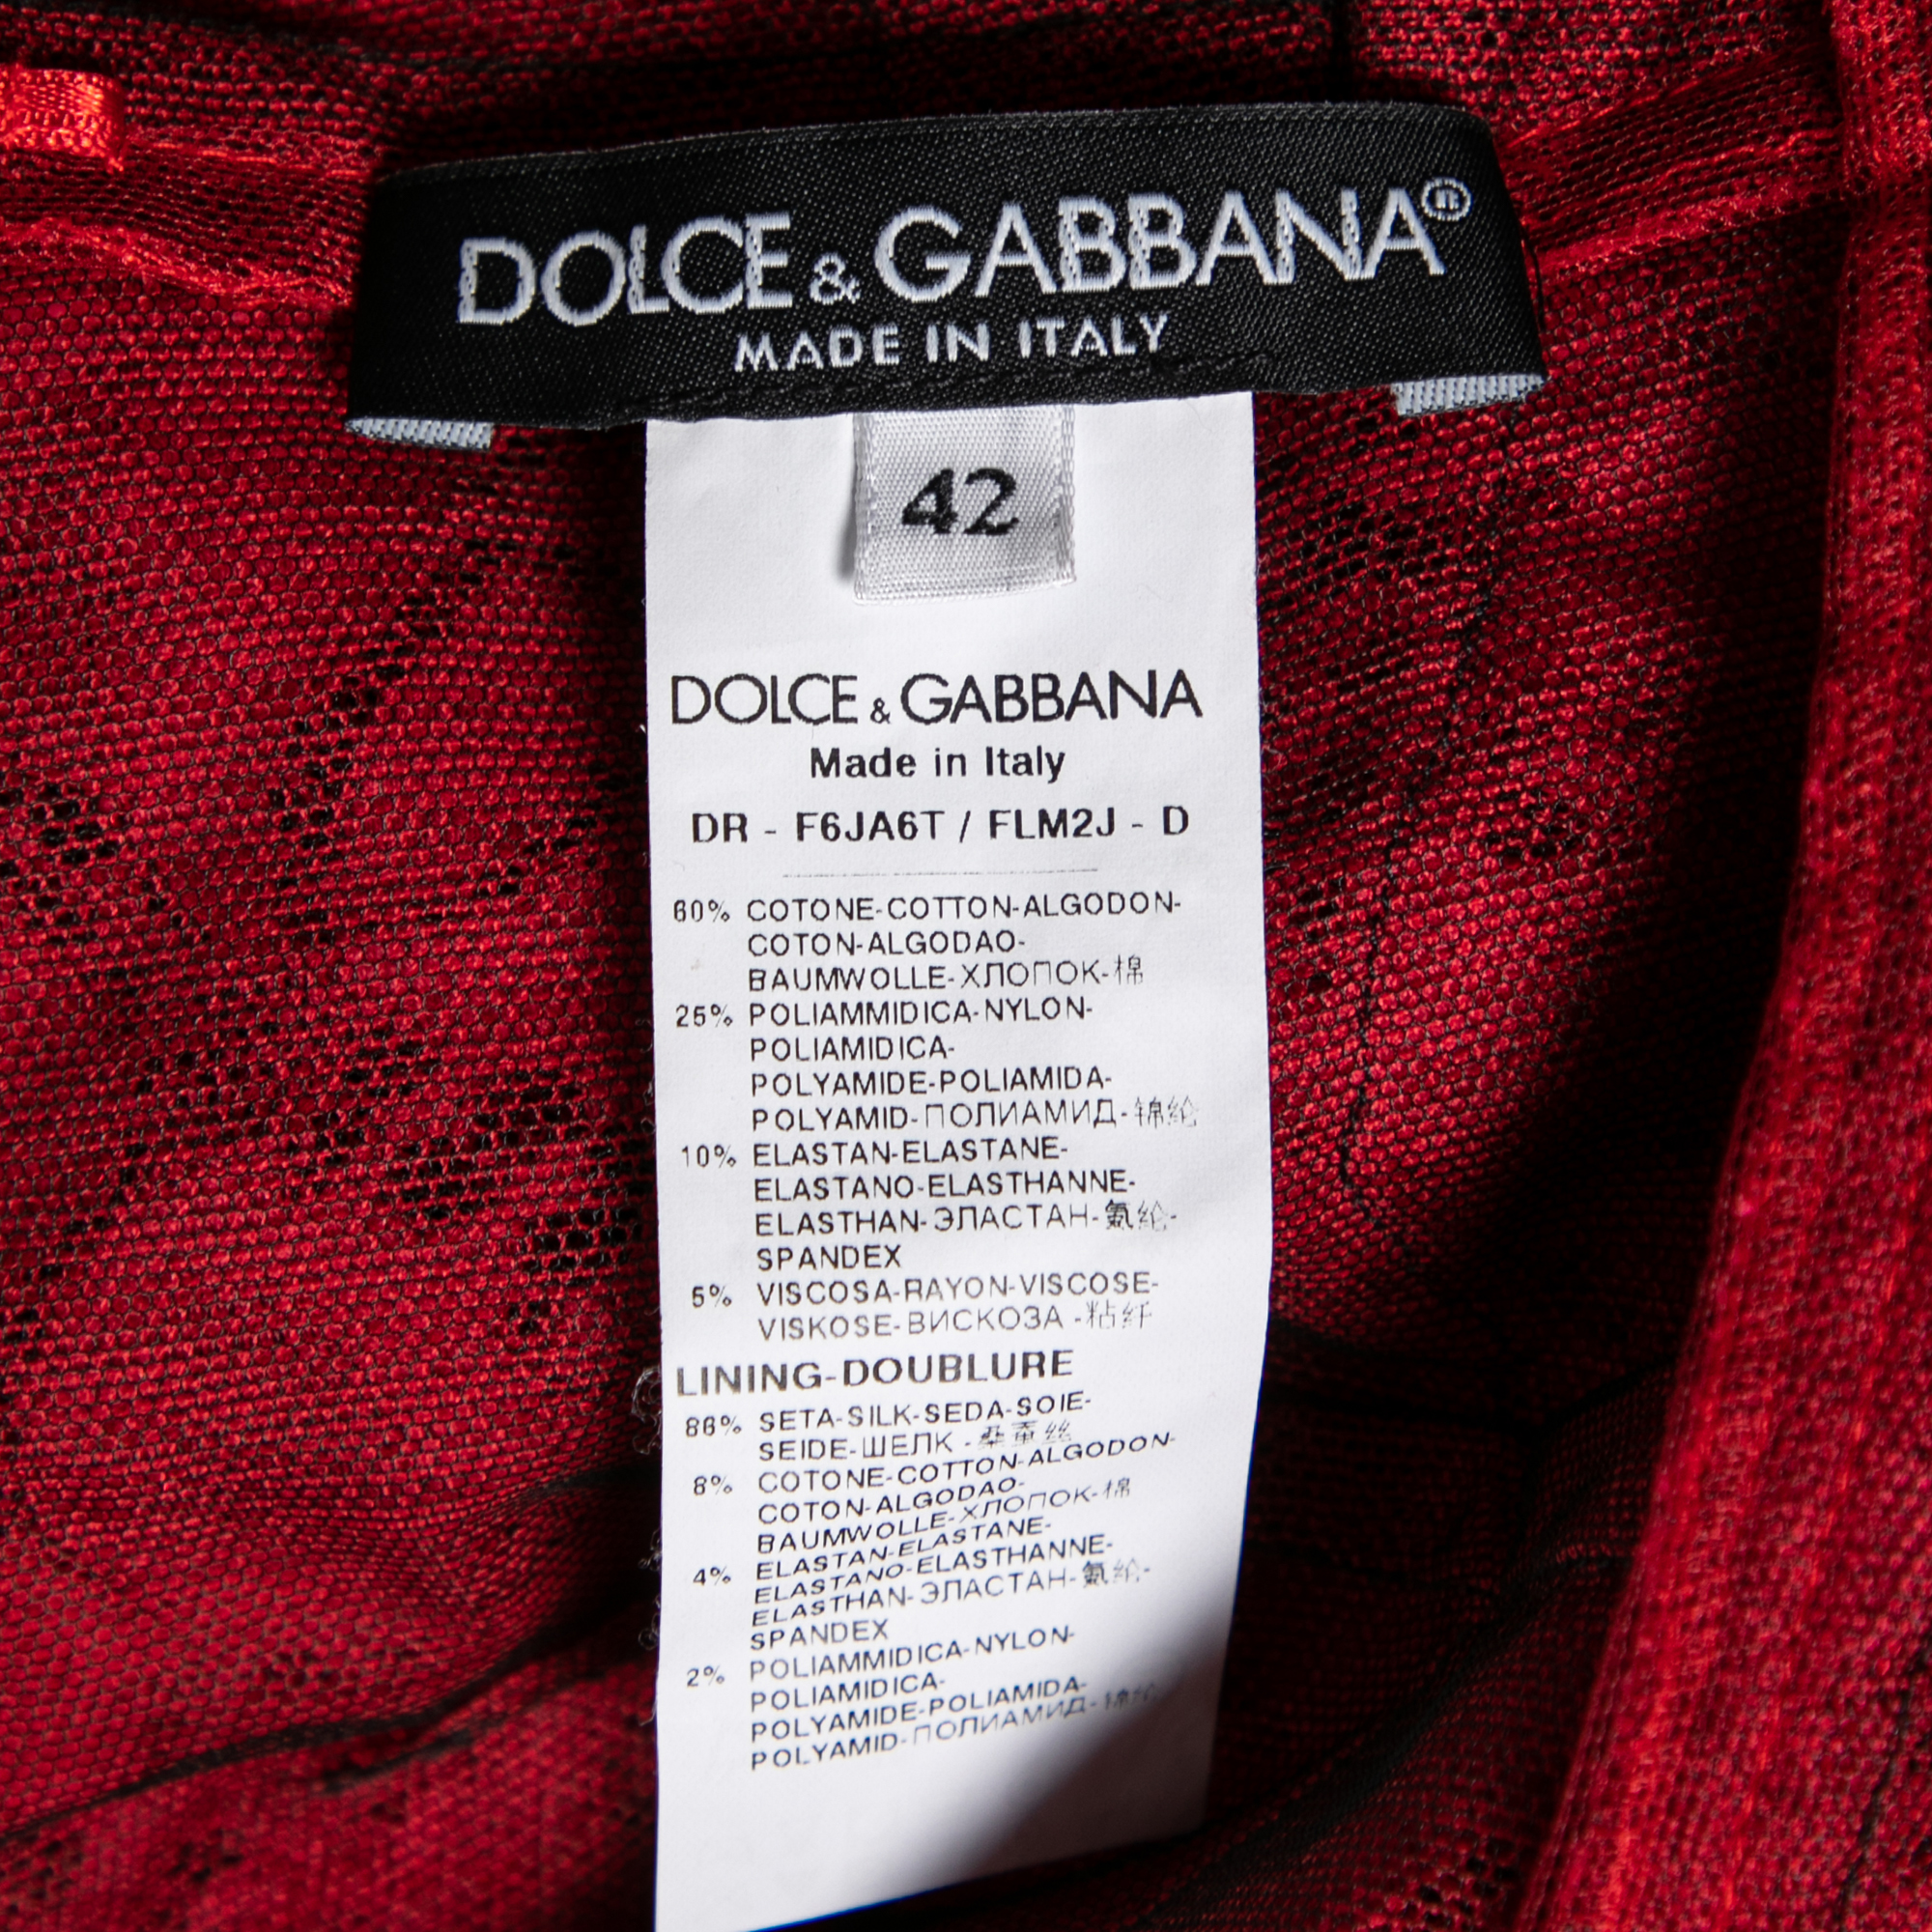 DOLCE & GABBANA®
MADE IN ITALY
42
DOLCE & GABBANA
Made in Italy
DR - F6JA6T / FLM2J - D
60% COTONE-COTTON-ALGODON-
COTON-ALGODAO-
BAUMWOLLE-ХЛОПОК-棉
25% POLIAMMIDICA-NYLON-
POLIAMIDICA-
POLYAMIDE-POLIAMIDA-
POLYAMID-ПОЛИАМИД-锦纶
10% ELASTAN-ELASTANE-
ELASTANO-ELASTHANNE-
ELASTHAN-ЭЛАСТАН-氨纶-
SPANDEX
5% VISCOSA-RAYON-VISCOSE-
VISKOSE-ВИСКОЗА -粘纤
LINING-DOUBLURE
86% SETA-SILK-SEDA-SOIE-
SEIDE-ШЕЛК -桑蚕丝
8% COTONE-COTTON-ALGODON-
COTON-ALGODAO-
BAUMWOLLE-ХЛОПОК-棉
4% ELASTAN-ELASTANE-
ELASTANO-ELASTHANNE-
ELASTHAN-ЭЛАСТАН-氨纶-
SPANDEX
2% POLIAMMIDICA-NYLON-
POLIAMIDICA-
POLYAMIDE-POLIAMIDA-
POLYAMID-ПОЛИАМИД-锦纶